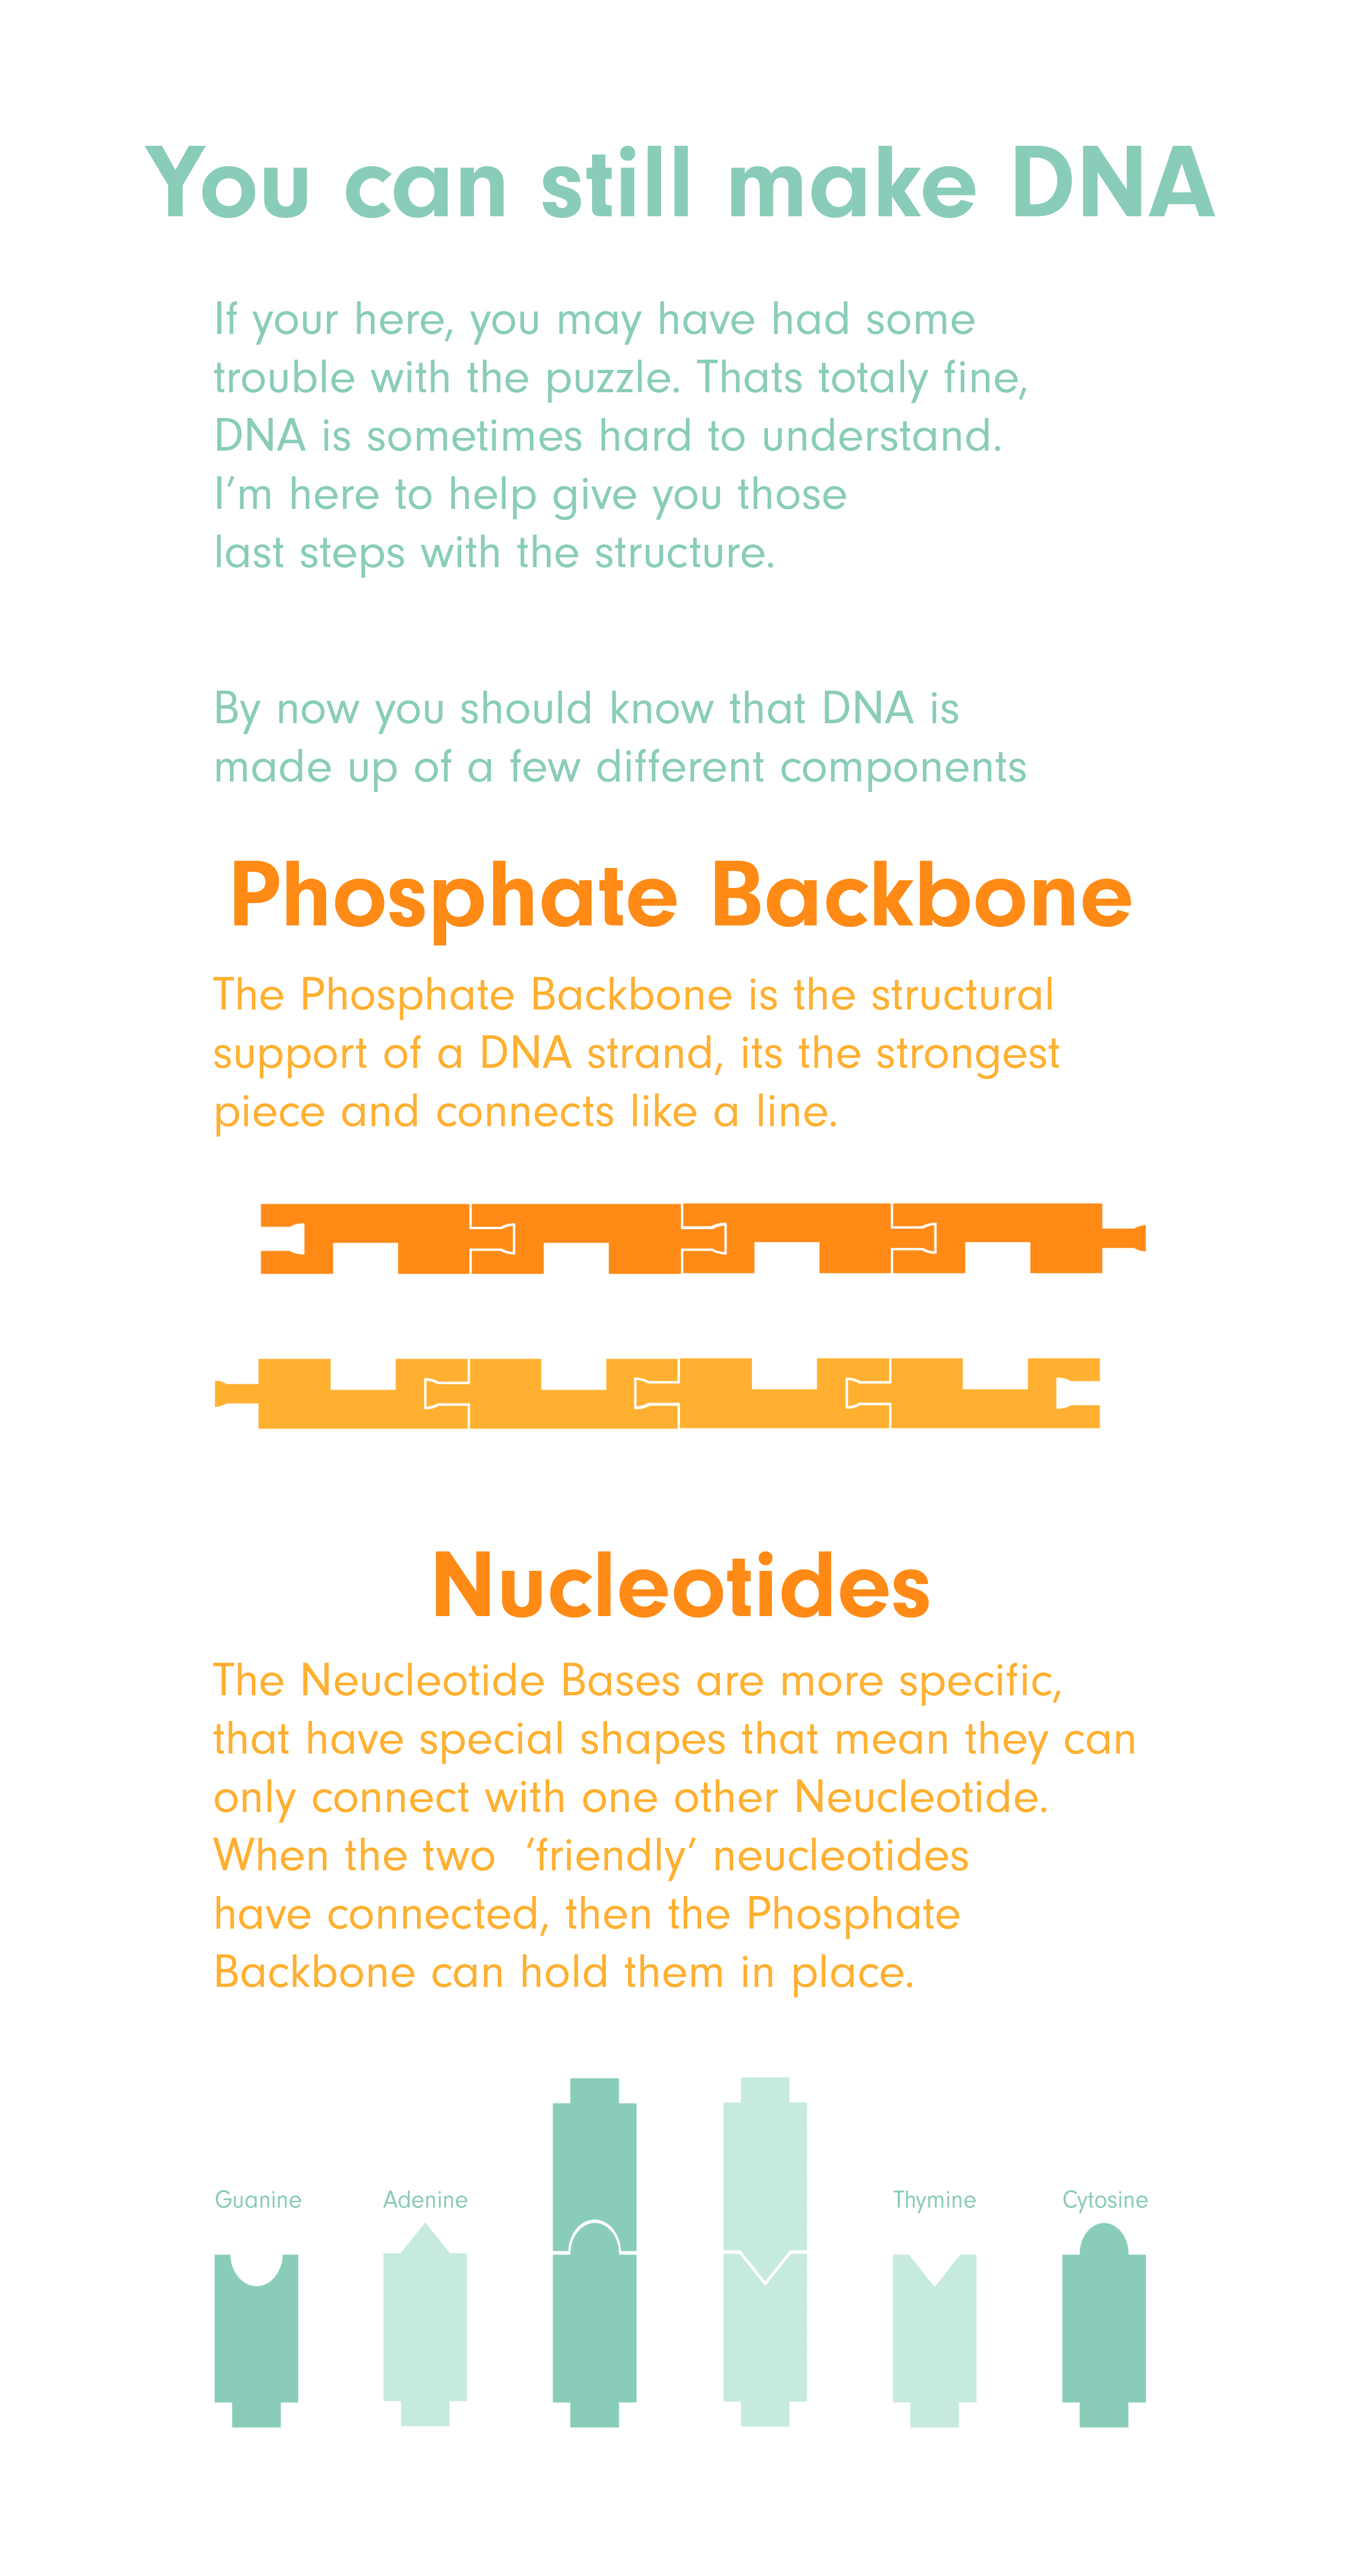 You can still make DNA
If your here, you may have had some
trouble with the puzzle. Thats totaly fine,
DNA is sometimes hard to understand.
I’m here to help give you those
last steps with the structure.
By now you should know that DNA is
made up of a few different components
Phosphate Backbone
The Phosphate Backbone is the structural
support of a DNA strand, its the strongest
piece and connects like a line.
Nucleotides
The Neucleotide Bases are more specific,
that have special shapes that mean they can
only connect with one other Neucleotide.
When the two  ‘friendly’ neucleotides
have connected, then the Phosphate
Backbone can hold them in place.
Guanine
Adenine
Thymine
Cytosine